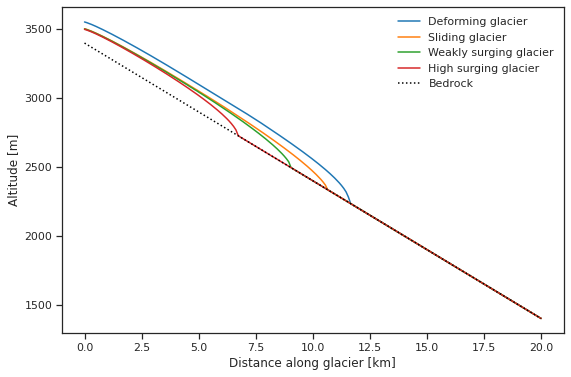 Deforming glacier
Sliding glacier
Weakly surging glacier
High surging glacier
Bedrock
Altitude [m]
3500
3000
2500
2000
1500
0.0 2.5 5.0 7.5 10.0 12.5 15.0 17.5 20.0
Distance along glacier [km]